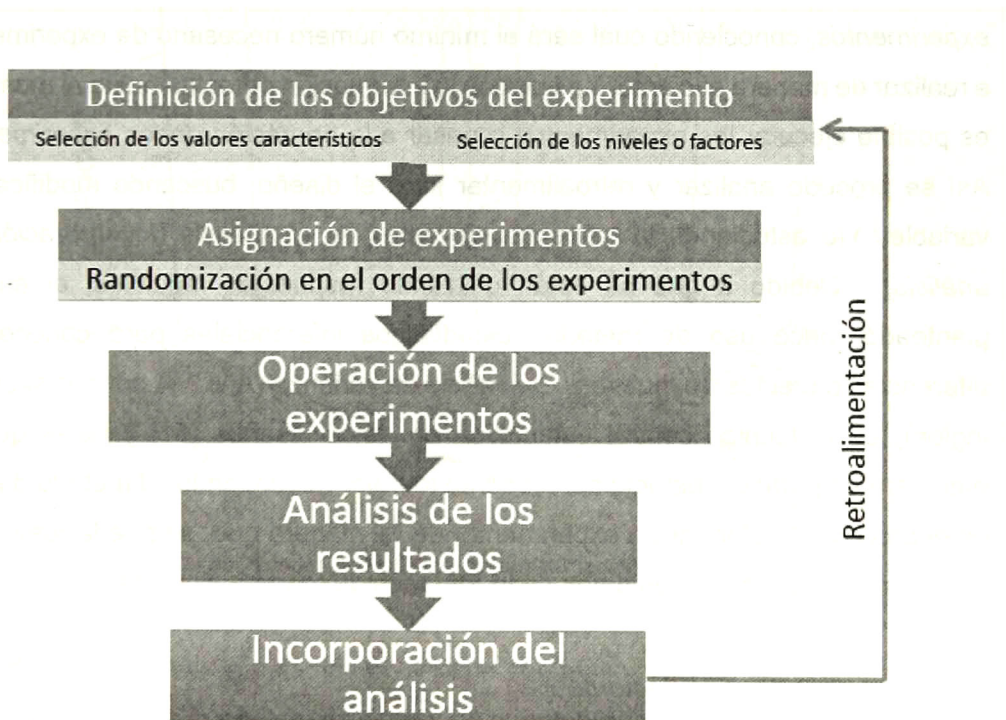 Definición de los objetivos del experimento
Selección de los valores característicos
Selección de los niveles o factores
Asignación de experimentos
Randomización en el orden de los experimentos
Operación de los
experimentos
Análisis de los
resultados
Incorporación del
análisis
Retroalimentación